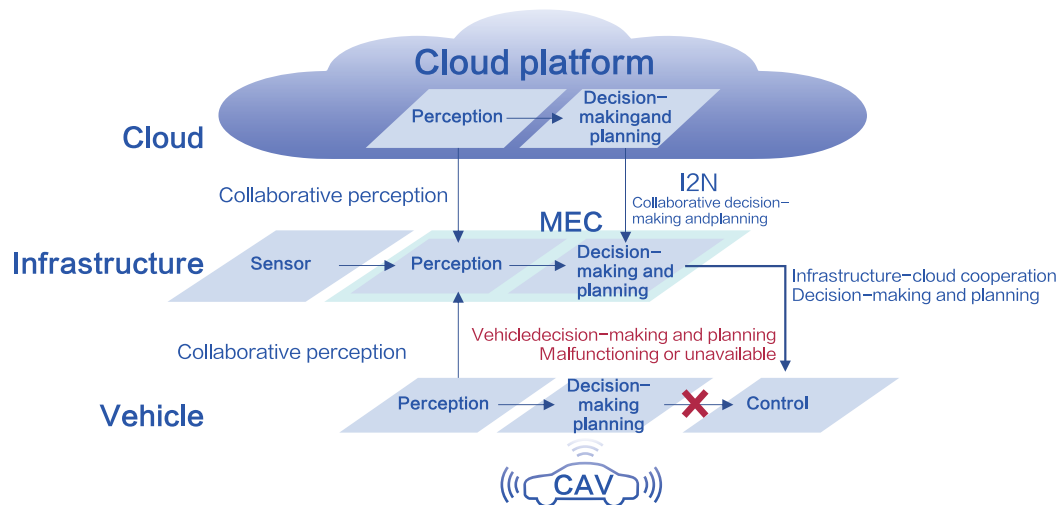 Cloud platform
Perception
Decision-
makingand
planning
Cloud
Collaborative perception
I2N
Collaborative decision-
making andplanning
MEC
Infrastructure
Sensor
Perception
Decision-
making and
planning
Infrastructure-cloud cooperation
Decision-making and planning
Vehicledecision-making and planning
Malfunctioning or unavailable
Collaborative perception
Vehicle
Perception
Decision-
making
planning
Control
CAV